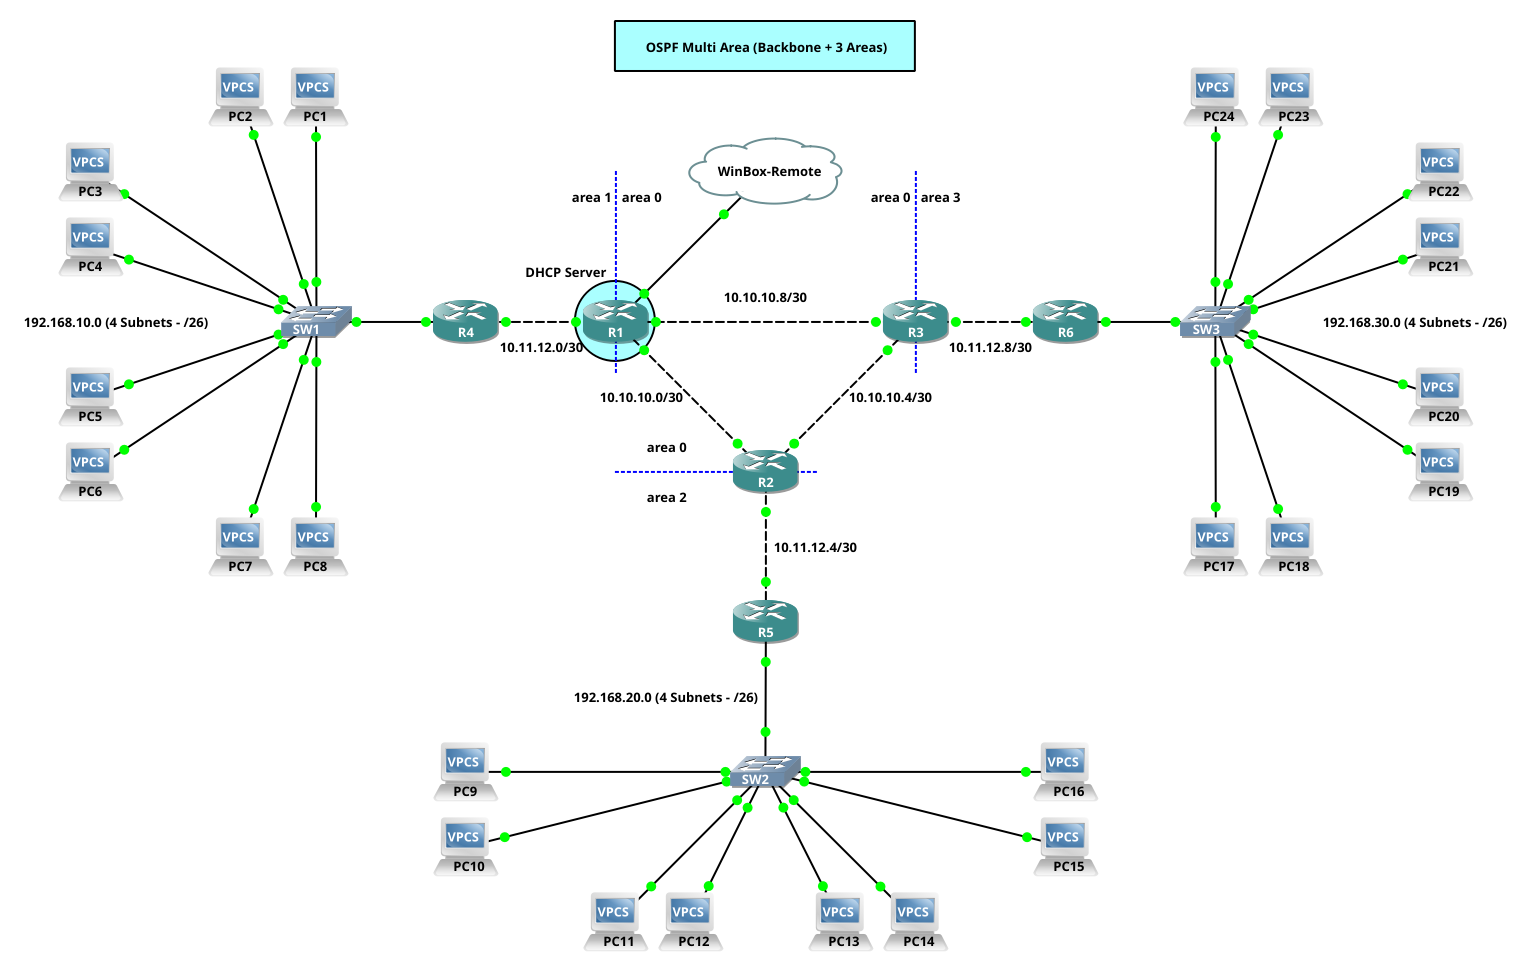 OSPF Multi Area (Backbone + 3 Areas)
VPCS
PC2
VPCS
PC1
VPCS
PC24
VPCS
PC23
VPCS
PC3
WinBox-Remote
VPCS
PC22
area 1
area 0
area 0
area 3
VPCS
PC4
VPCS
PC21
DHCP Server
10.10.10.8/30
192.168.10.0 (4 Subnets - /26)
SW1
R4
R1
R3
R6
SW3
192.168.30.0 (4 Subnets - /26)
10.11.12.0/30
10.11.12.8/30
VPCS
PC5
10.10.10.0/30
10.10.10.4/30
VPCS
PC20
area 0
VPCS
PC6
R2
VPCS
PC19
area 2
VPCS
PC7
VPCS
PC8
10.11.12.4/30
VPCS
PC17
VPCS
PC18
R5
192.168.20.0 (4 Subnets - /26)
VPCS
PC9
SW2
VPCS
PC16
VPCS
PC10
VPCS
PC15
VPCS
PC11
VPCS
PC12
VPCS
PC13
VPCS
PC14